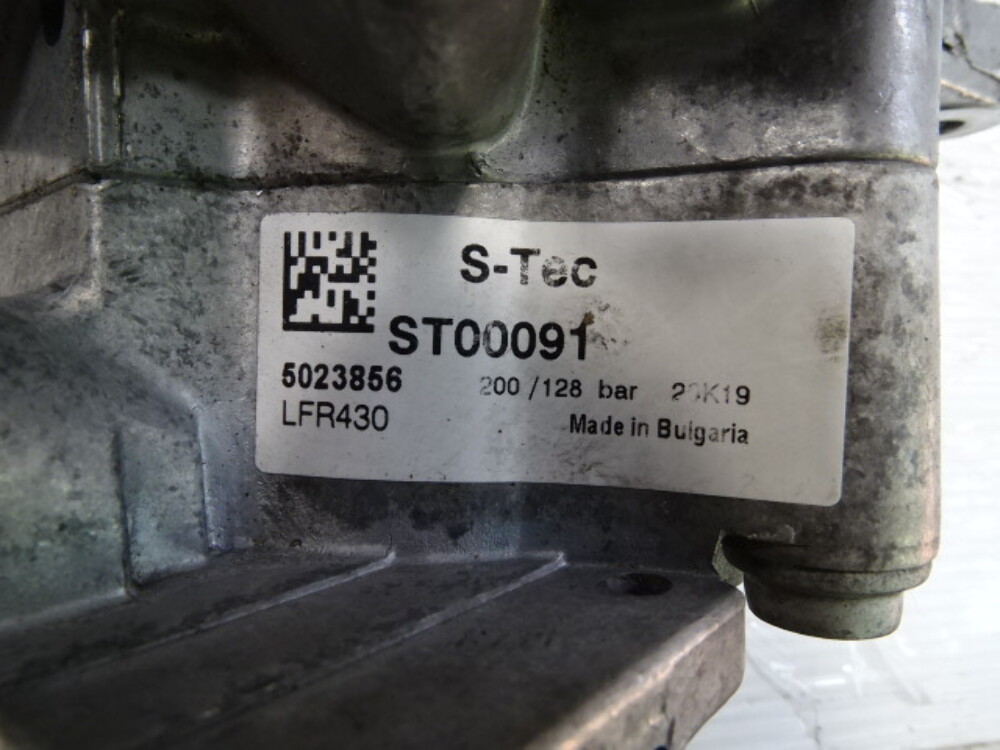 S-Tec
ST00091
5023856 200 /128 bar
LFR430
Made in Bulgaria